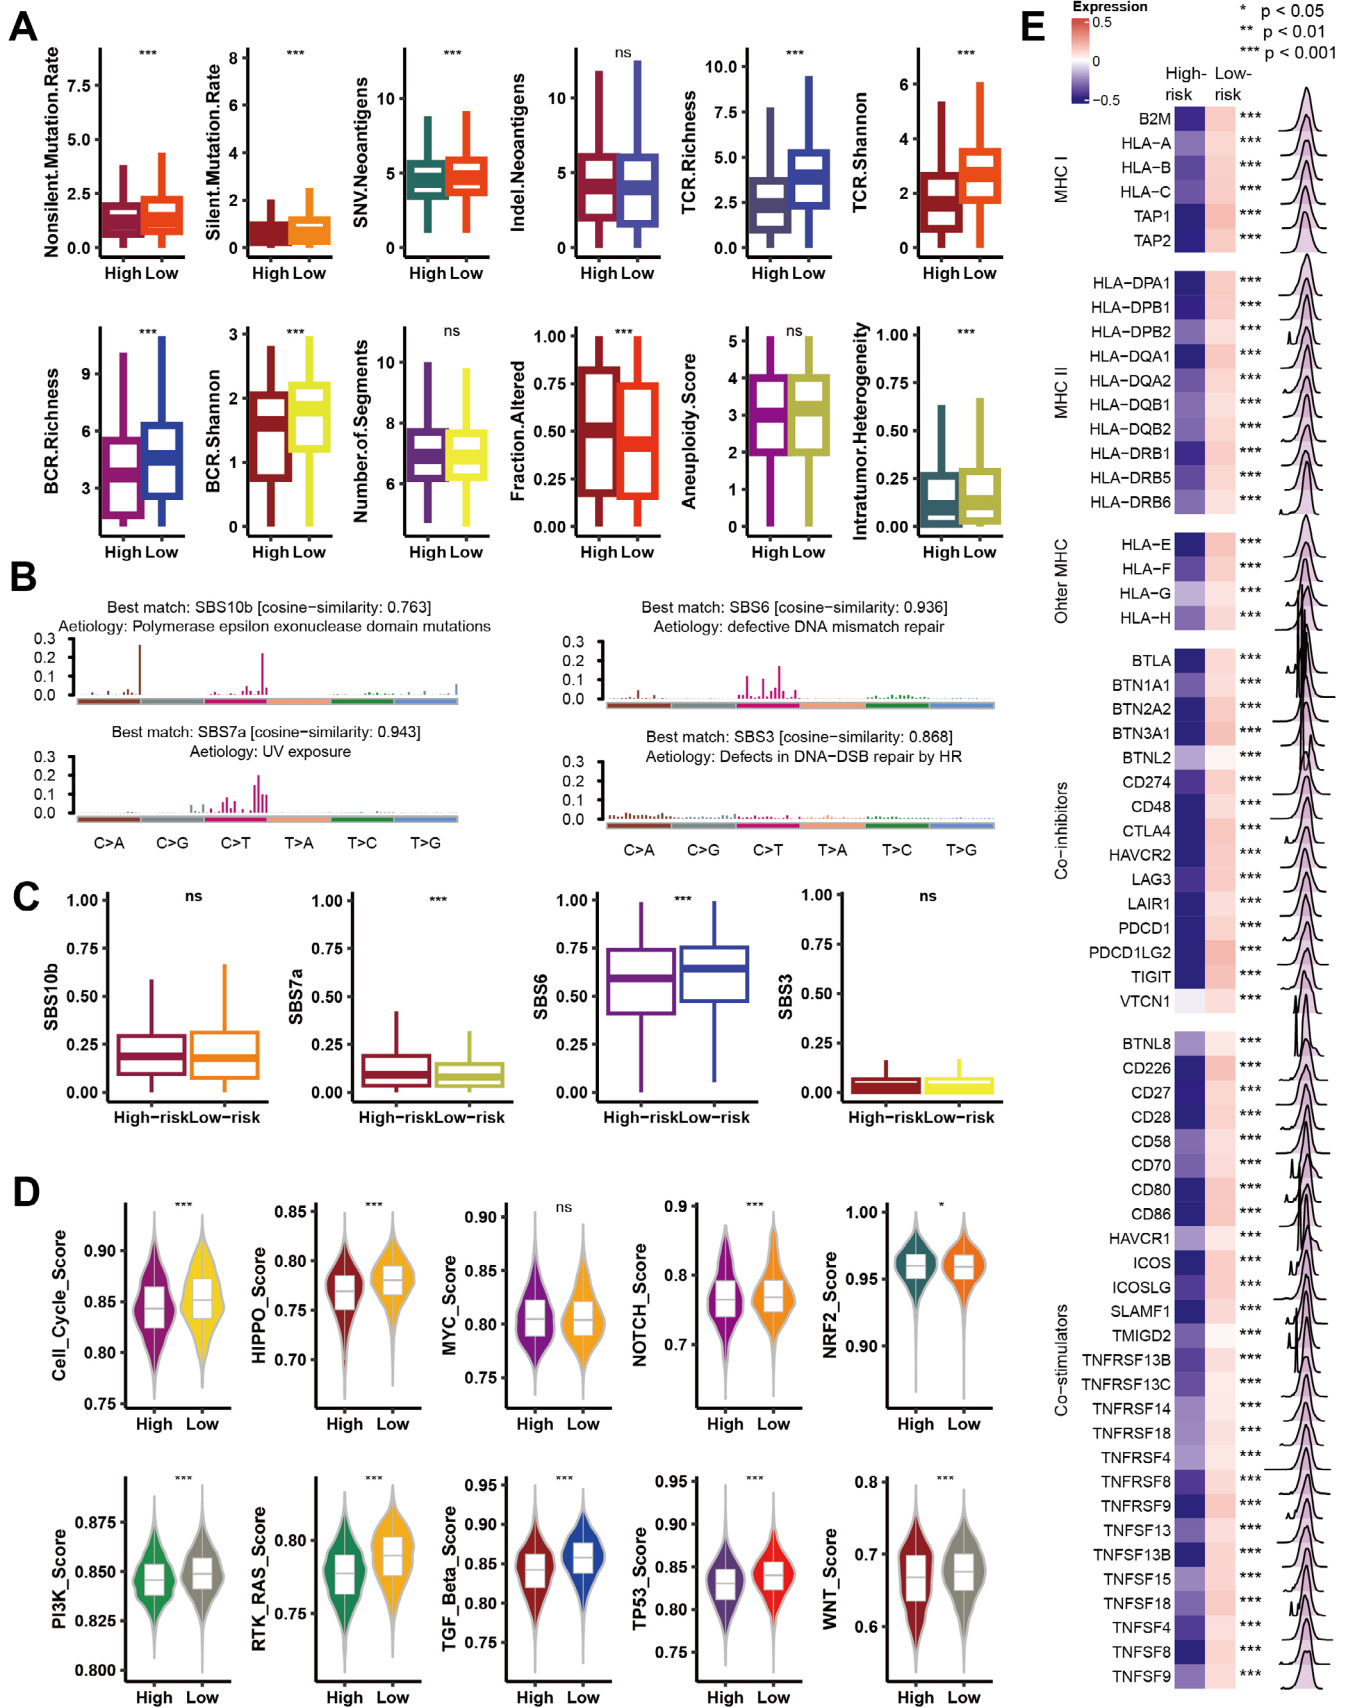 A
Nonsilent.Mutation.Rate
7.5
5.0
2.5
0.0
***
High Low
Silent.Mutation.Rate
8
6
4
2
0
***
High Low
SNV.Neoantigens
10
5
0
***
High Low
Indel.Neoantigens
10
5
0
ns
High Low
TCR.Richness
10.0
7.5
5.0
2.5
0.0
***
High Low
TCR.Shannon
6
4
2
0
***
High Low
BCR.Richness
9
6
3
***
High Low
BCR.Shannon
3
2
1
0
***
High Low
Number.of.Segments
10
8
6
ns
High Low
Fraction.Altered
1.00
0.75
0.50
0.25
0.00
***
High Low
Aneuploidy.Score
5
4
3
2
1
0
ns
High Low
Intratumor.Heterogeneity
1.00
0.75
0.50
0.25
0.00
***
High Low
B
Best match: SBS10b [cosine-similarity: 0.763]
Aetiology: Polymerase epsilon exonuclease domain mutations
0.3
0.2
0.1
0.0
Best match: SBS7a [cosine-similarity: 0.943]
Aetiology: UV exposure
0.3
0.2
0.1
0.0
C>A C>G C>T T>A T>C T>G
Best match: SBS6 [cosine-similarity: 0.936]
Aetiology: defective DNA mismatch repair
0.3
0.2
0.1
0.0
Best match: SBS3 [cosine-similarity: 0.868]
Aetiology: Defects in DNA-DSB repair by HR
0.3
0.2
0.1
0.0
C>A C>G C>T T>A T>C T>G
C
SBS10b
1.00
0.75
0.50
0.25
0.00
ns
High-riskLow-risk
SBS7a
1.00
0.75
0.50
0.25
0.00
***
High-riskLow-risk
SBS6
1.00
0.75
0.50
0.25
0.00
***
High-riskLow-risk
SBS3
1.00
0.75
0.50
0.25
0.00
ns
High-riskLow-risk
D
Cell_Cycle_Score
0.90
0.85
0.80
0.75
***
High Low
HIPPO_Score
0.85
0.80
0.75
0.70
***
High Low
MYC_Score
0.90
0.85
0.80
0.75
ns
High Low
NOTCH_Score
0.9
0.8
0.7
***
High Low
NRF2_Score
1.00
0.95
0.90
*
High Low
PI3K_Score
0.875
0.850
0.825
0.800
***
High Low
RTK_RAS_Score
0.80
0.75
***
High Low
TGF_Beta_Score
0.95
0.90
0.85
0.80
0.75
***
High Low
TP53_Score
0.95
0.90
0.85
0.80
0.75
***
High Low
WNT_Score
0.8
0.7
0.6
***
High Low
E
Expression
0.5
0
−0.5
* p < 0.05
** p < 0.01
*** p < 0.001
High-risk Low-risk
MHC I
B2M ***
HLA−A ***
HLA−B ***
HLA−C ***
TAP1 ***
TAP2 ***
MHC II
HLA−DPA1 ***
HLA−DPB1 ***
HLA−DPB2 ***
HLA−DQA1 ***
HLA−DQA2 ***
HLA−DQB1 ***
HLA−DQB2 ***
HLA−DRB1 ***
HLA−DRB5 ***
HLA−DRB6 ***
Ohter MHC
HLA−E ***
HLA−F ***
HLA−G ***
HLA−H ***
Co−inhibitors
BTLA ***
BTN1A1 ***
BTN2A2 ***
BTN3A1 ***
BTNL2 ***
CD274 ***
CD48 ***
CTLA4 ***
HAVCR2 ***
LAG3 ***
LAIR1 ***
PDCD1 ***
PDCD1LG2 ***
TIGIT ***
VTCN1 ***
Co−stimulators
BTNL8 ***
CD226 ***
CD27 ***
CD28 ***
CD58 ***
CD70 ***
CD80 ***
CD86 ***
HAVCR1 ***
ICOS ***
ICOSLG ***
SLAMF1 ***
TMIGD2 ***
TNFRSF13B ***
TNFRSF13C ***
TNFRSF14 ***
TNFRSF18 ***
TNFRSF4 ***
TNFRSF8 ***
TNFRSF9 ***
TNFSF13 ***
TNFSF13B ***
TNFSF15 ***
TNFSF18 ***
TNFSF4 ***
TNFSF8 ***
TNFSF9 ***